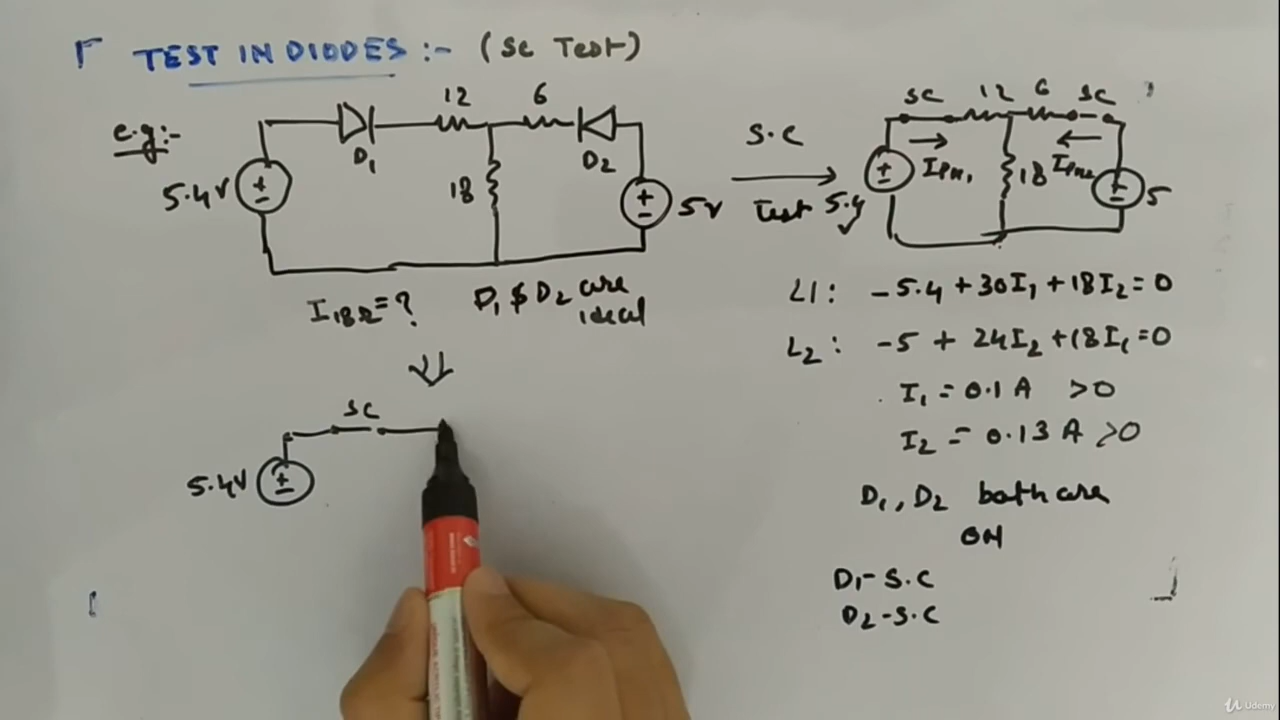 TEST IN DIODES :- (SC Test)
e.g:-
5.4V
D1
12
6
D2
18
5V
I18Ω = ?
D1 & D2 are
ideal
S.C
Test
SC 12 6 SC
5.4
18
5
L1: -5.4 + 30I1 + 18I2 = 0
L2: -5 + 24I2 + 18I1 = 0
I1 = 0.1 A >0
I2 = 0.13 A >0
D1, D2 both are
ON
D1 - S.C
D2 - S.C
SC
5.4V
Udemy